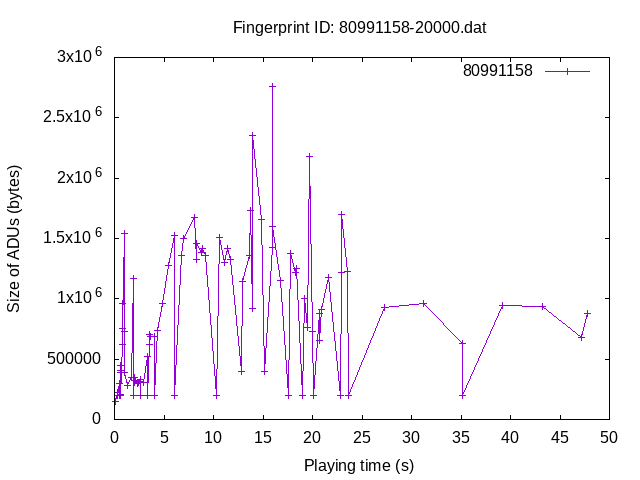 Fingerprint ID: 80991158-20000.dat
80991158
3x10^6
2.5x10^6
2x10^6
1.5x10^6
1x10^6
500000
0
Size of ADUs (bytes)
0 5 10 15 20 25 30 35 40 45 50
Playing time (s)